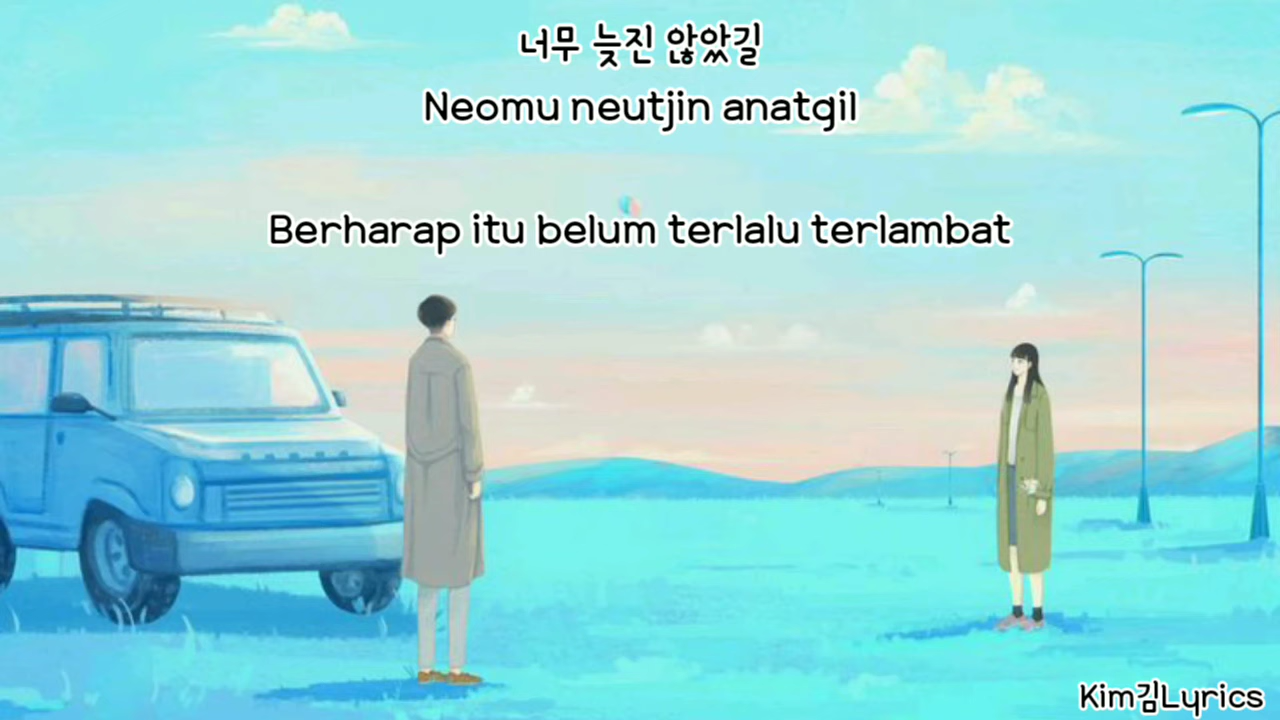 너무 늦진 않았길
Neomu neutjin anatgil
Berharap itu belum terlalu terlambat
Kim김Lyrics